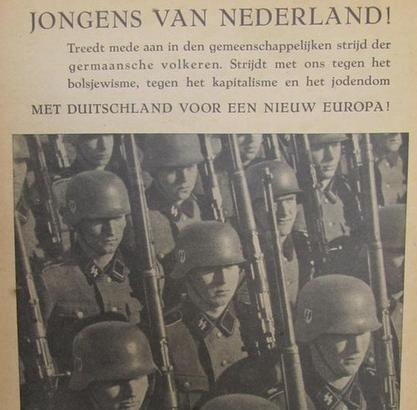 JONGENS VAN NEDERLAND!
Treedt mede aan in den gemeenschappelijken strijd der
germaansche volkeren. Strijdt met ons tegen het
bolsjewisme, tegen het kapitalisme en het jodendom
MET DUITSCHLAND VOOR EEN NIEUW EUROPA!